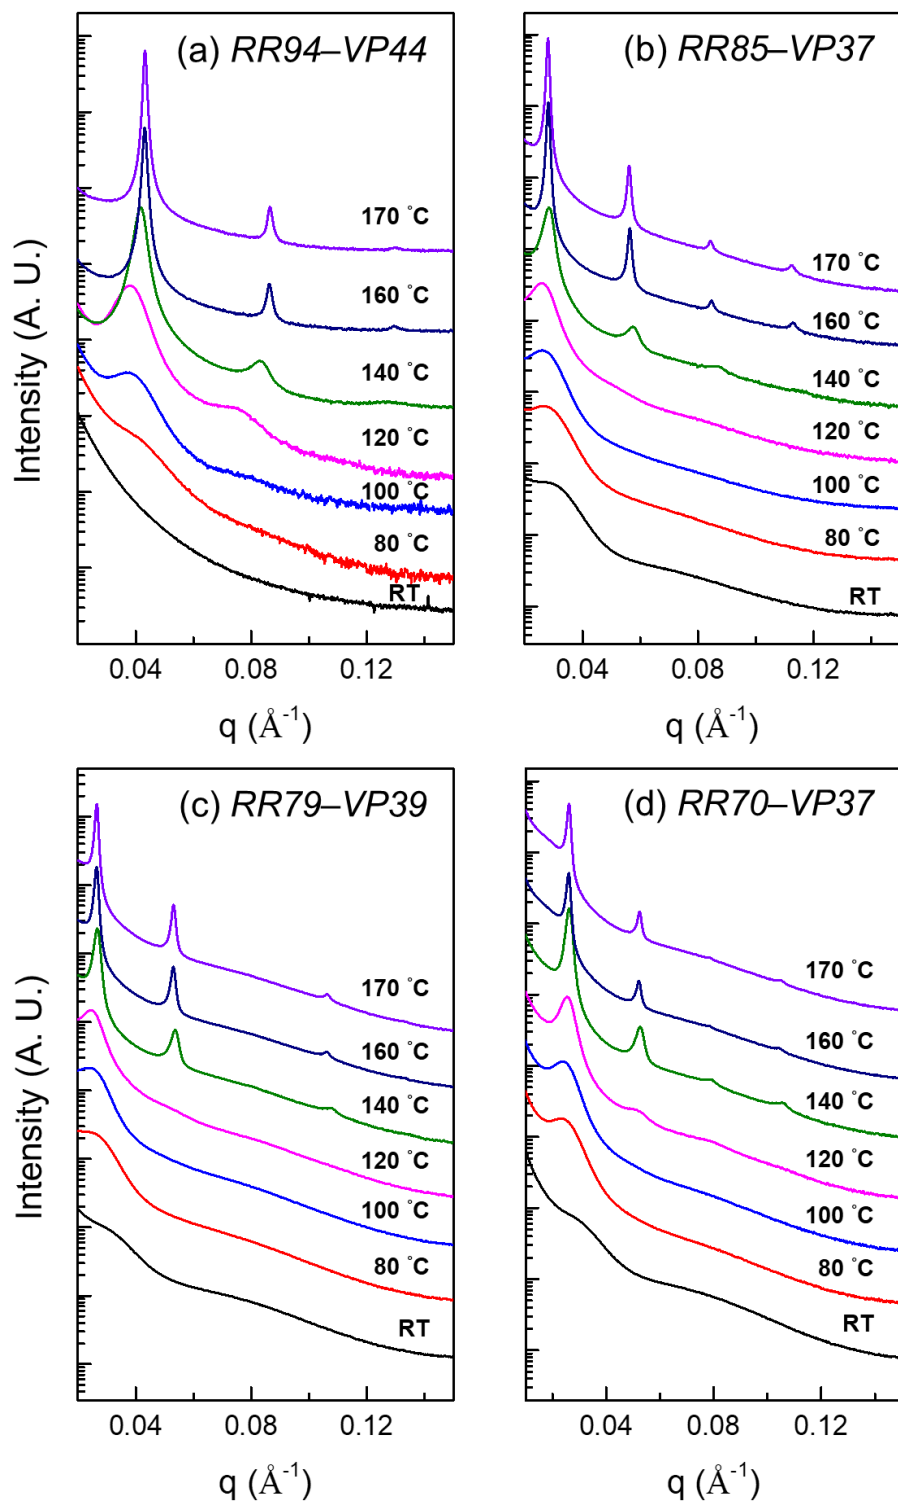 (a) RR94–VP44
170 °C
160 °C
140 °C
120 °C
100 °C
80 °C
RT
Intensity (A. U.)
0.04 0.08 0.12
q (Å-1)
(b) RR85–VP37
170 °C
160 °C
140 °C
120 °C
100 °C
80 °C
RT
0.04 0.08 0.12
q (Å-1)
(c) RR79–VP39
170 °C
160 °C
140 °C
120 °C
100 °C
80 °C
RT
Intensity (A. U.)
0.04 0.08 0.12
q (Å-1)
(d) RR70–VP37
170 °C
160 °C
140 °C
120 °C
100 °C
80 °C
RT
0.04 0.08 0.12
q (Å-1)